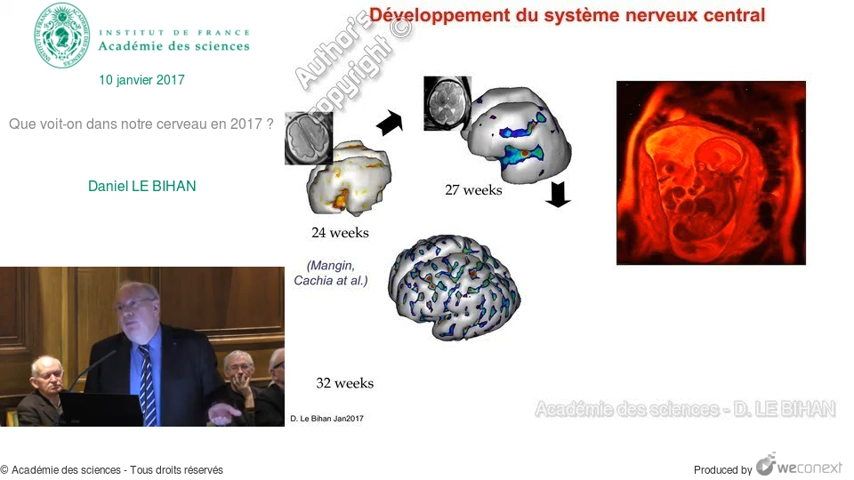 INSTITUT DE FRANCE
Académie des sciences
10 janvier 2017
Que voit-on dans notre cerveau en 2017 ?
Daniel LE BIHAN
Développement du système nerveux central
Author's
copyright ©
27 weeks
24 weeks
(Mangin,
Cachia at al.)
32 weeks
D. Le Bihan Jan2017
Académie des sciences - D. LE BIHAN
© Académie des sciences - Tous droits réservés
Produced by weconext